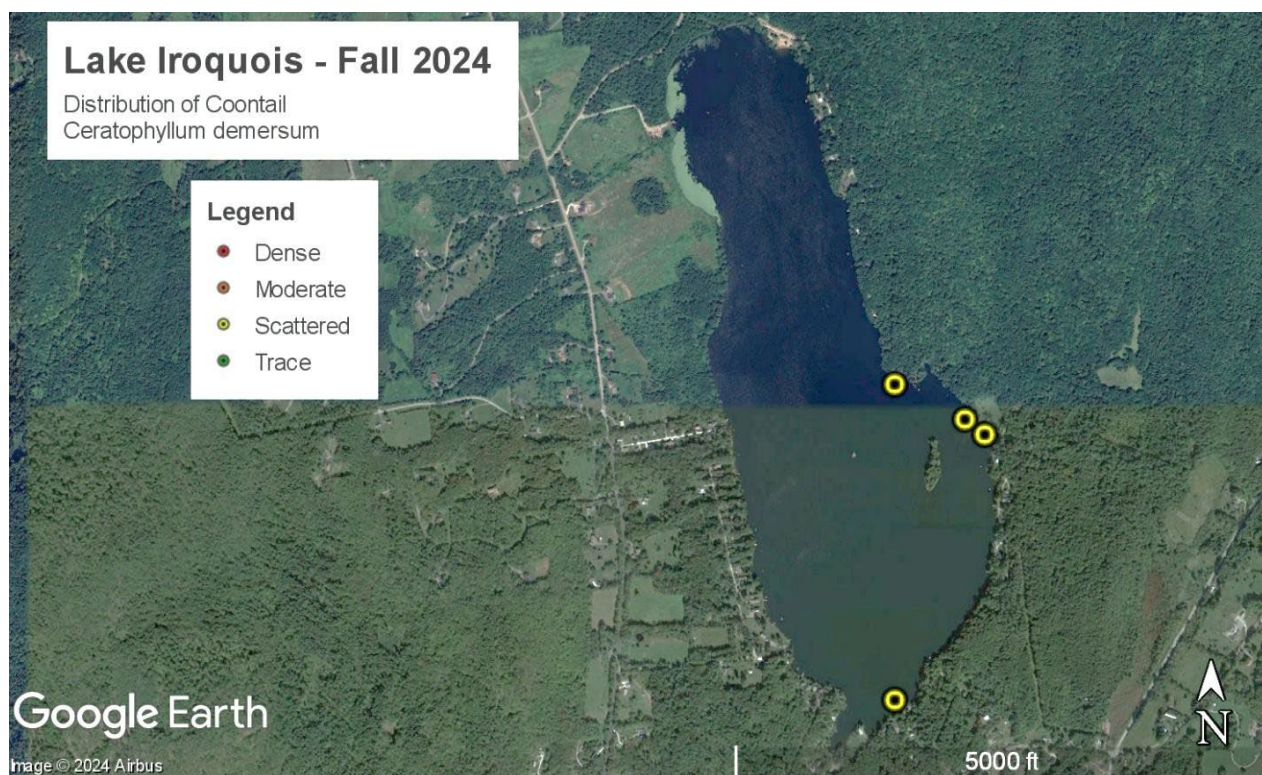 Lake Iroquois - Fall 2024
Distribution of Coontail
Ceratophyllum demersum
Legend
Dense
Moderate
Scattered
Trace
Google Earth
N
Image © 2024 Airbus
5000 ft